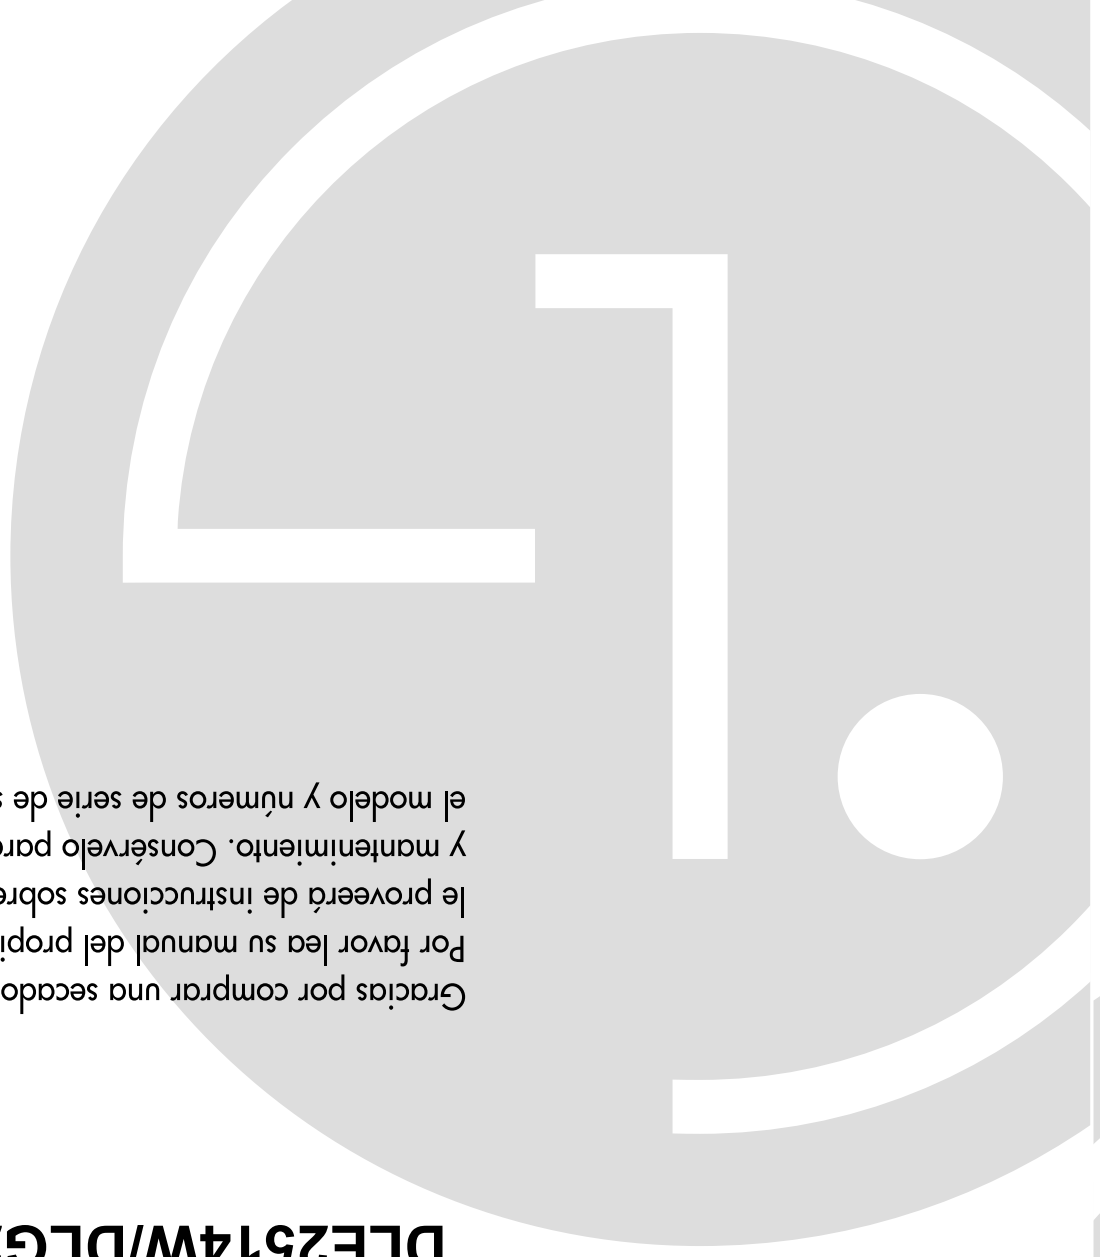 DLE2514W/DLG
Gracias por comprar una secado
Por favor lea su manual del propi
le proveerá de instrucciones sobre
y mantenimiento. Consérvelo para
el modelo y números de serie de s